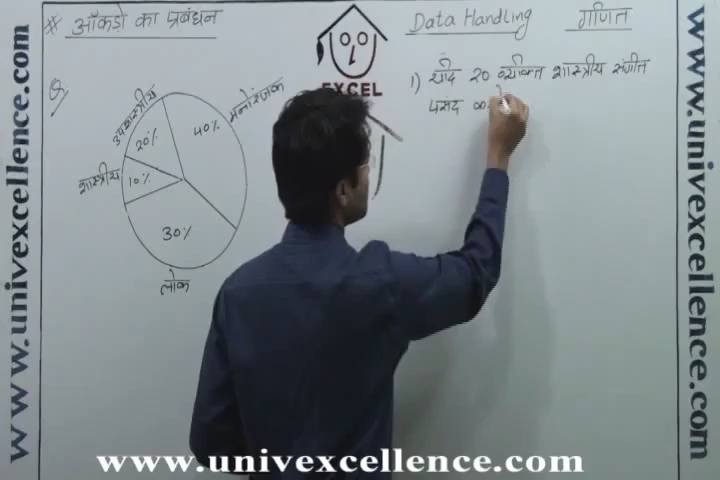 # आँकडो का प्रबंधन
Data Handling गणित
EXCEL
Q.
उपशास्त्रीय
20%
40%
मनोरंजक
शास्त्रीय
10%
30%
लोक
1) यदि 20 व्यक्ति शास्त्रीय संगीत
पसंद
www.univexcellence.com
www.univexcellence.com
www.univexcellence.com